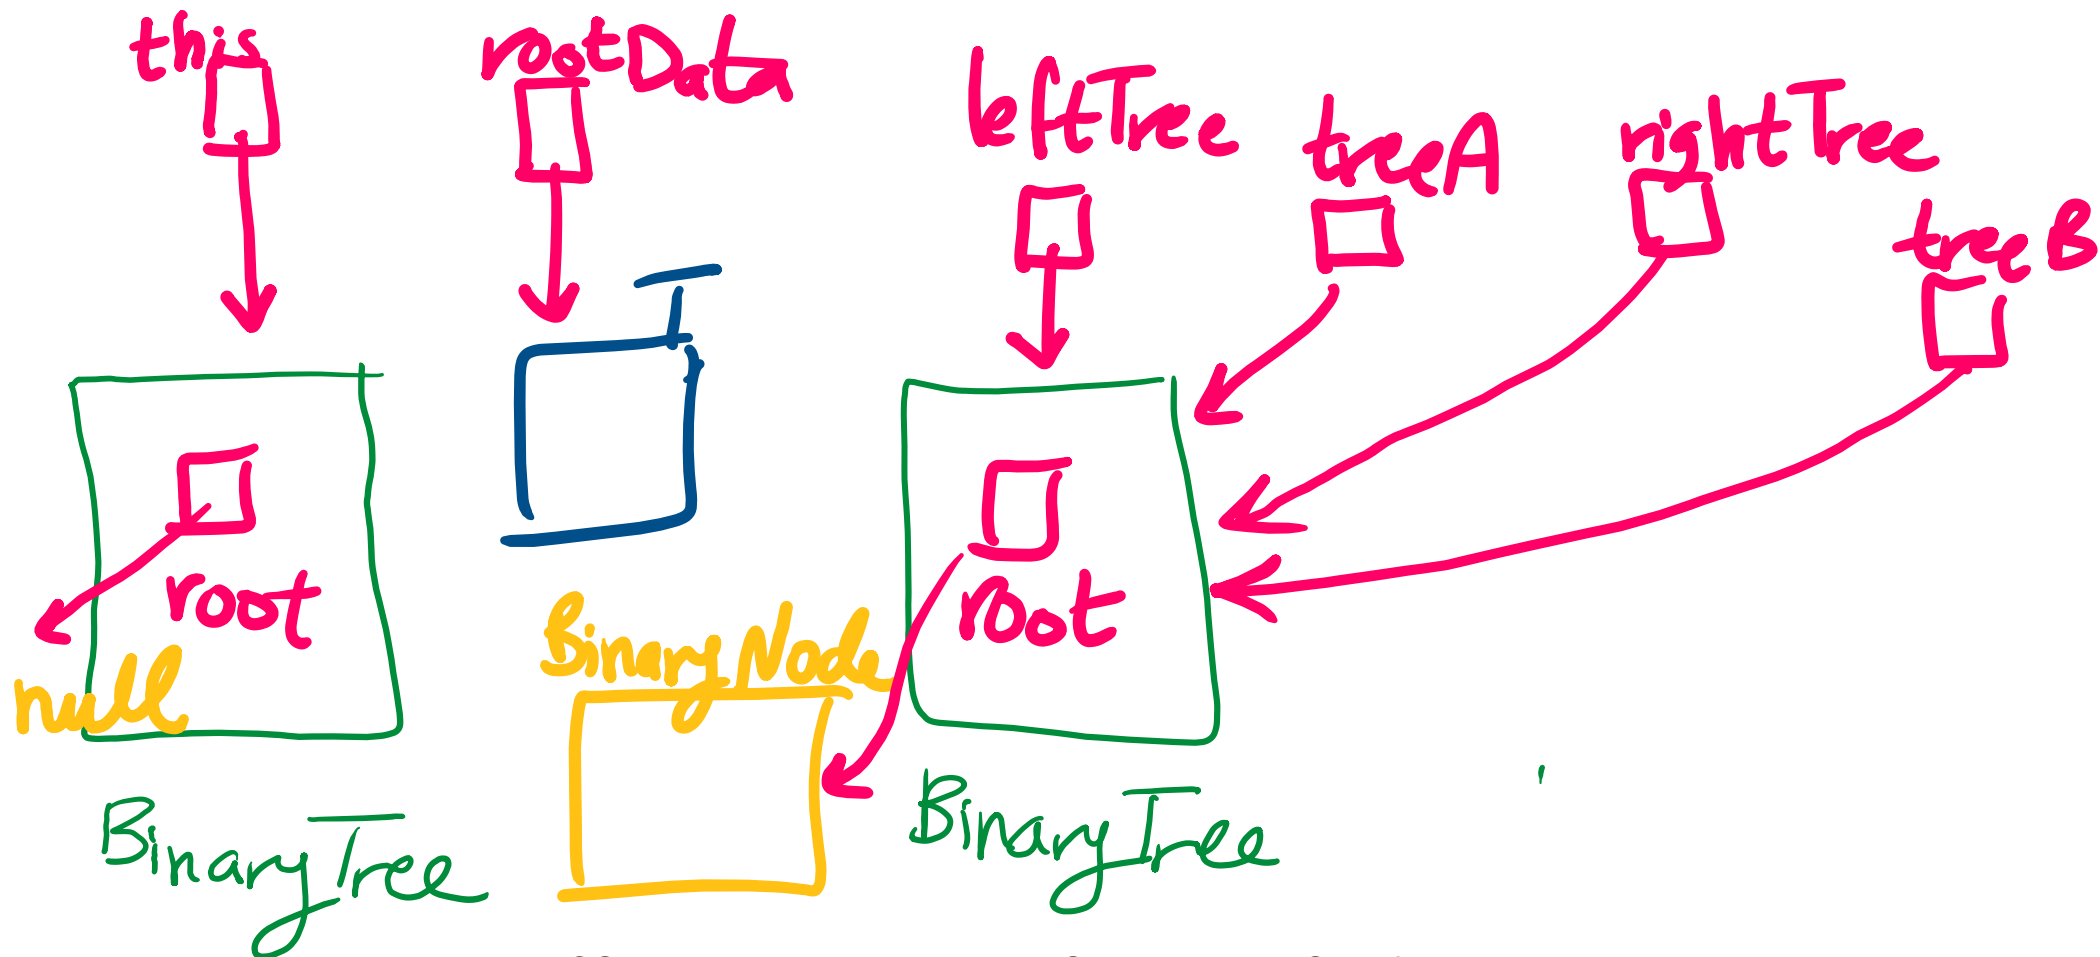 this
rootData
leftTree
treeA
rightTree
treeB
T
root
root
null
BinaryNode
BinaryTree
BinaryTree